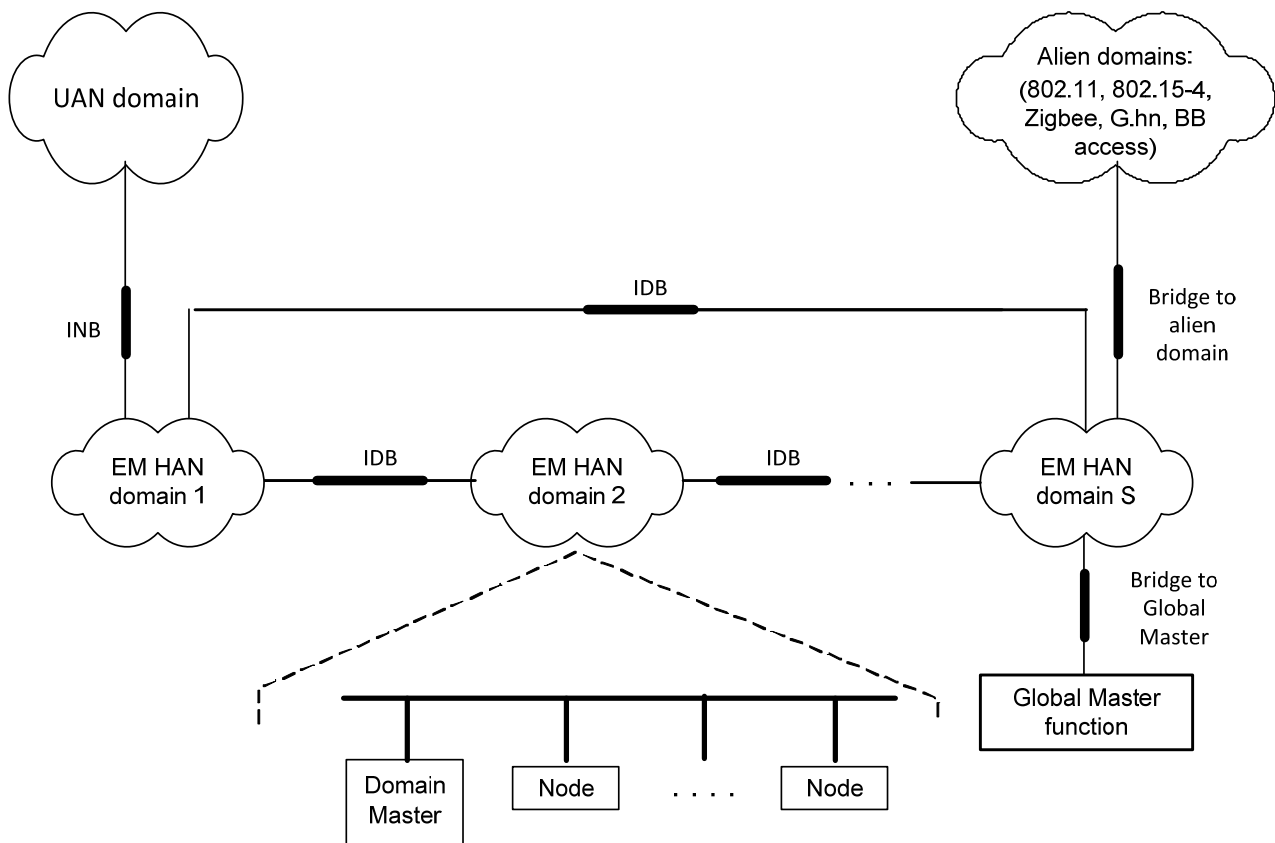 UAN domain
Alien domains:
(802.11, 802.15-4,
Zigbee, G.hn, BB
access)
IDB
INB
Bridge to
alien
domain
EM HAN
domain 1
IDB
EM HAN
domain 2
IDB
. . . .
EM HAN
domain S
Bridge to
Global
Master
Global Master
function
Domain
Master
Node
. . . .
Node